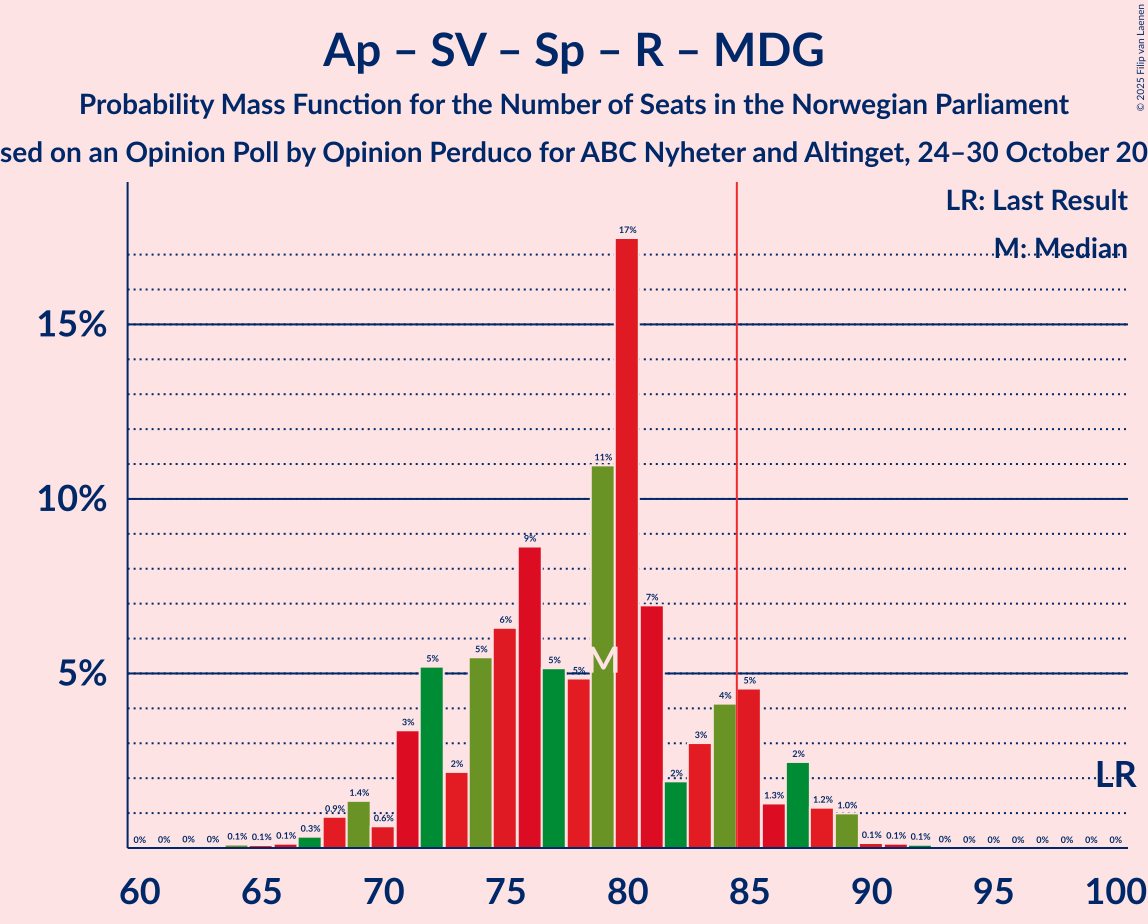 Ap – SV – Sp – R – MDG
Probability Mass Function for the Number of Seats in the Norwegian Parliament
sed on an Opinion Poll by Opinion Perduco for ABC Nyheter and Altinget, 24–30 October 20
© 2025 Filip van Laenen
LR: Last Result
M: Median
17%
15%
11%
10%
9%
7%
6%
5% 5% 5% 5% 5%
M
5%
4%
3% 3%
2% 2% 2%
LR
0% 0% 0% 0% 0.1% 0.1% 0.1% 0.3% 0.9% 1.4% 0.6% 1.3% 1.2% 1.0% 0.1% 0.1% 0.1% 0% 0% 0% 0% 0% 0% 0% 0%
60 65 70 75 80 85 90 95 100